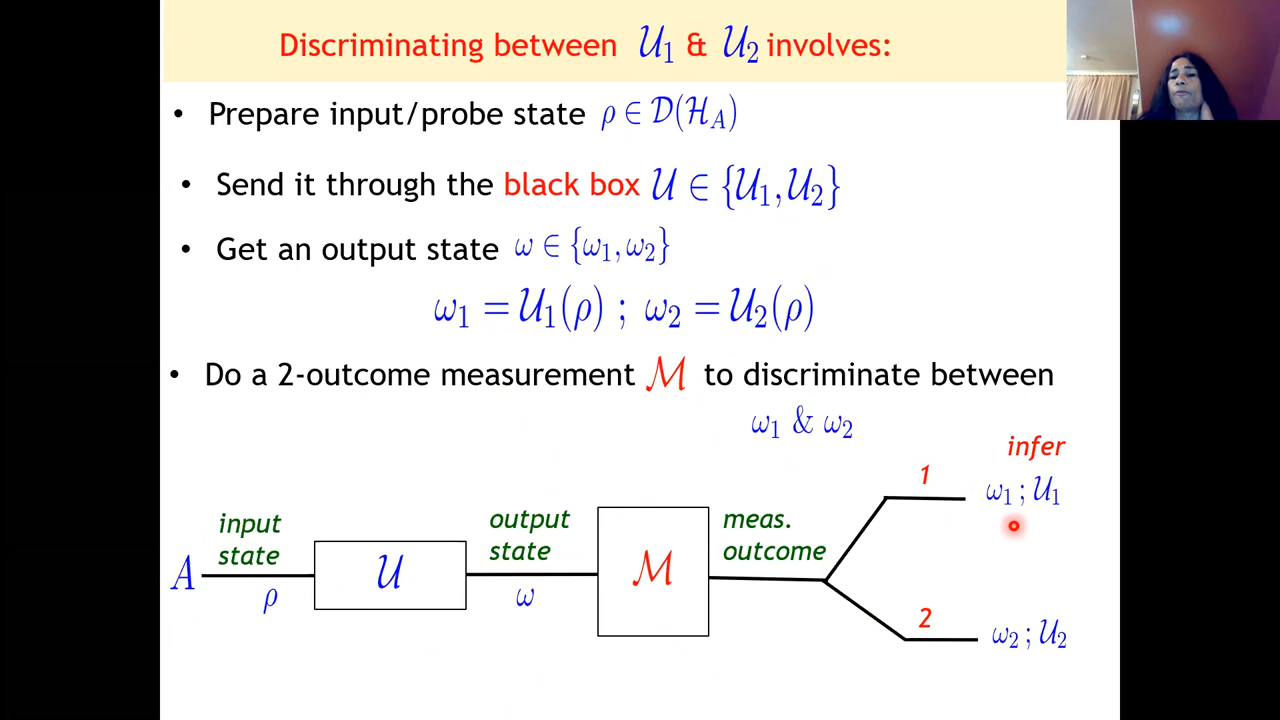 Discriminating between 𝒰₁ & 𝒰₂ involves:
• Prepare input/probe state ρ ∈ 𝒟(ℋ_A)
• Send it through the black box 𝒰 ∈ {𝒰₁, 𝒰₂}
• Get an output state ω ∈ {ω₁, ω₂}
ω₁ = 𝒰₁(ρ) ; ω₂ = 𝒰₂(ρ)
• Do a 2-outcome measurement ℳ to discriminate between
ω₁ & ω₂
infer
1
ω₁ ; 𝒰₁
input
state
output
state
meas.
outcome
A
ρ
𝒰
ω
ℳ
2
ω₂ ; 𝒰₂